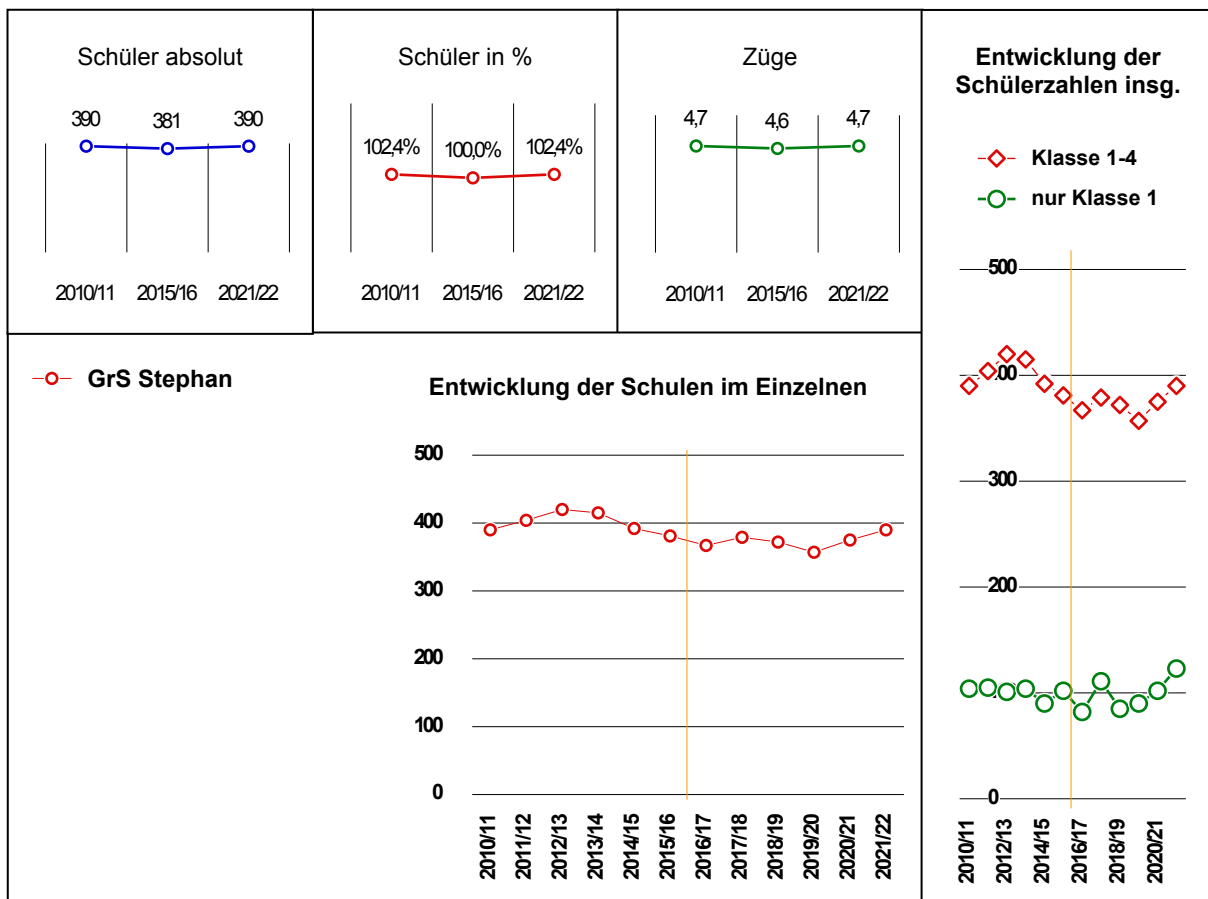 Schüler absolut
390 381 390
2010/11 2015/16 2021/22
Schüler in %
102,4% 100,0% 102,4%
2010/11 2015/16 2021/22
Züge
4,7 4,6 4,7
2010/11 2015/16 2021/22
Entwicklung der
Schülerzahlen insg.
Klasse 1-4
nur Klasse 1
500
300
200
0
2010/11 2012/13 2014/15 2016/17 2018/19 2020/21
GrS Stephan
Entwicklung der Schulen im Einzelnen
500
400
300
200
100
0
2010/11 2011/12 2012/13 2013/14 2014/15 2015/16 2016/17 2017/18 2018/19 2019/20 2020/21 2021/22